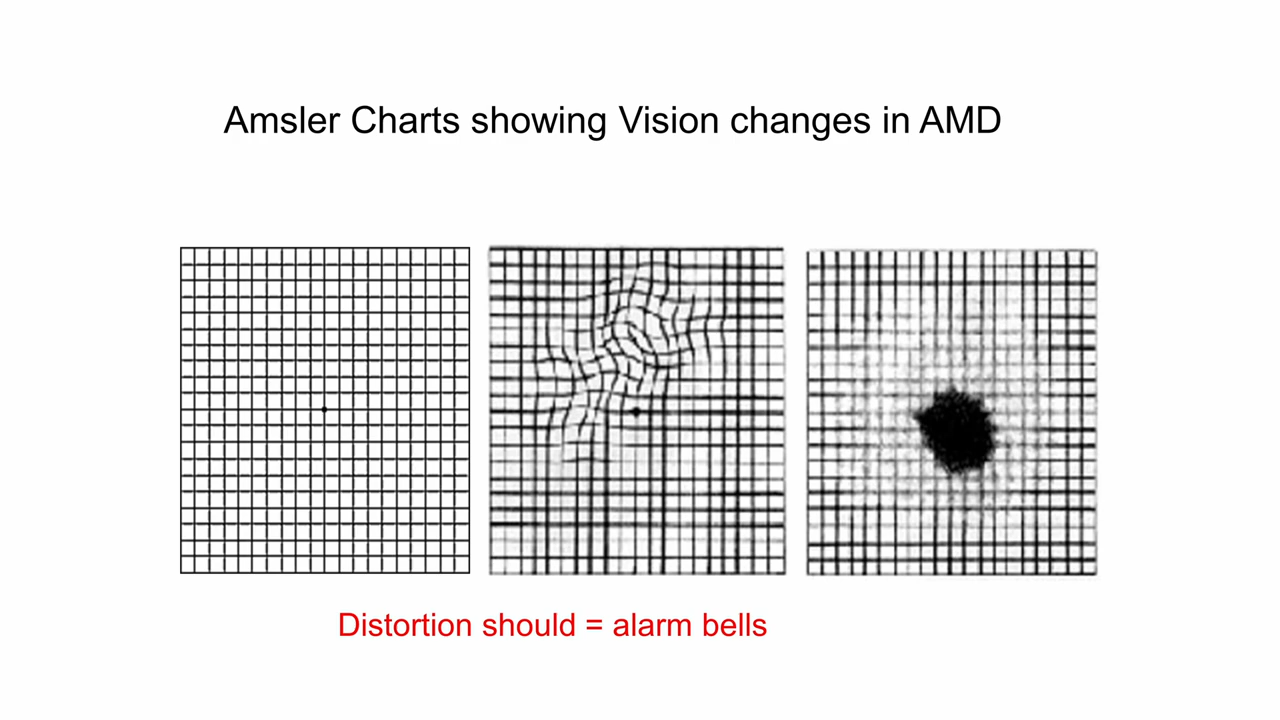 Amsler Charts showing Vision changes in AMD
Distortion should = alarm bells